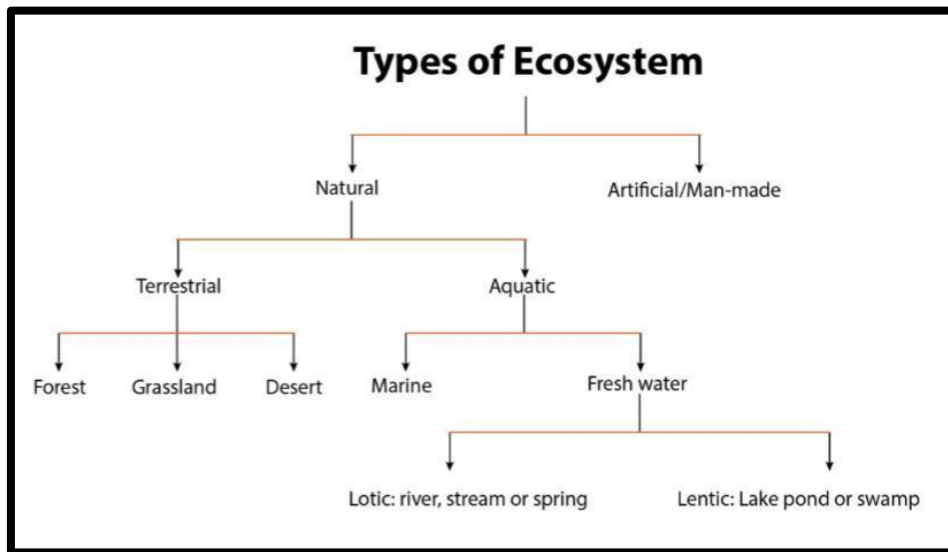 Types of Ecosystem
Natural
Artificial/Man-made
Terrestrial
Aquatic
Forest
Grassland
Desert
Marine
Fresh water
Lotic: river, stream or spring
Lentic: Lake pond or swamp